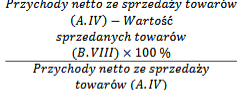 Przychody netto ze sprzedaży towarów
(A.IV) − Wartość
sprzedanych towarów
(B.VIII) × 100 %
Przychody netto ze sprzedaży
towarów (A.IV)